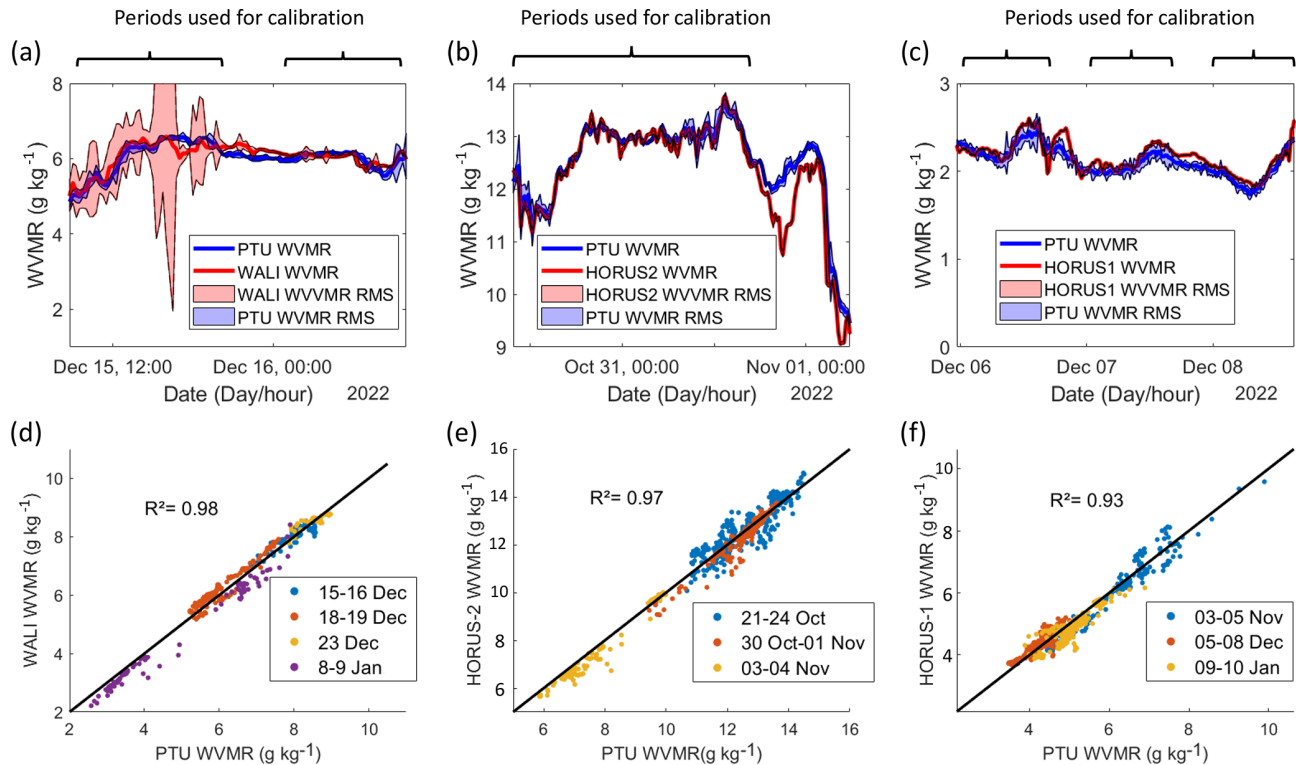 Periods used for calibration
Periods used for calibration
Periods used for calibration
(a)
(b)
(c)
8
6
4
2
WVMR (g kg-1)
PTU WVMR
WALI WVMR
WALI WVVMR RMS
PTU WVMR RMS
Dec 15, 12:00
Dec 16, 00:00
Date (Day/hour)
2022
14
13
12
11
10
9
WVMR (g kg-1)
PTU WVMR
HORUS2 WVMR
HORUS2 WVVMR RMS
PTU WVMR RMS
Oct 31, 00:00
Nov 01, 00:00
Date (Day/hour)
2022
3
2
1
0
WVMR (g kg-1)
PTU WVMR
HORUS1 WVMR
HORUS1 WVVMR RMS
PTU WVMR RMS
Dec 06
Dec 07
Dec 08
Date (Day/hour)
2022
(d)
(e)
(f)
10
8
6
4
2
WALI WVMR (g kg-1)
R²= 0.98
15-16 Dec
18-19 Dec
23 Dec
8-9 Jan
2
4
6
8
10
PTU WVMR (g kg-1)
16
14
12
10
8
6
HORUS-2 WVMR (g kg-1)
R²= 0.97
21-24 Oct
30 Oct-01 Nov
03-04 Nov
5
6
8
10
12
14
16
PTU WVMR(g kg-1)
10
8
6
4
HORUS-1 WVMR (g kg-1)
R²= 0.93
03-05 Nov
05-08 Dec
09-10 Jan
4
6
8
10
PTU WVMR (g kg-1)